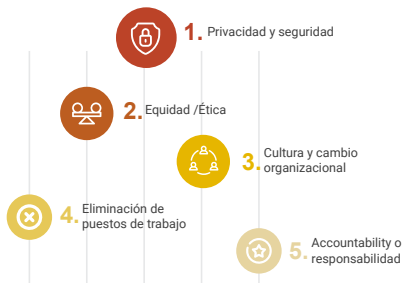 1. Privacidad y seguridad
2. Equidad /Ética
3. Cultura y cambio
organizacional
4. Eliminación de
puestos de trabajo
5. Accountability o
responsabilidad